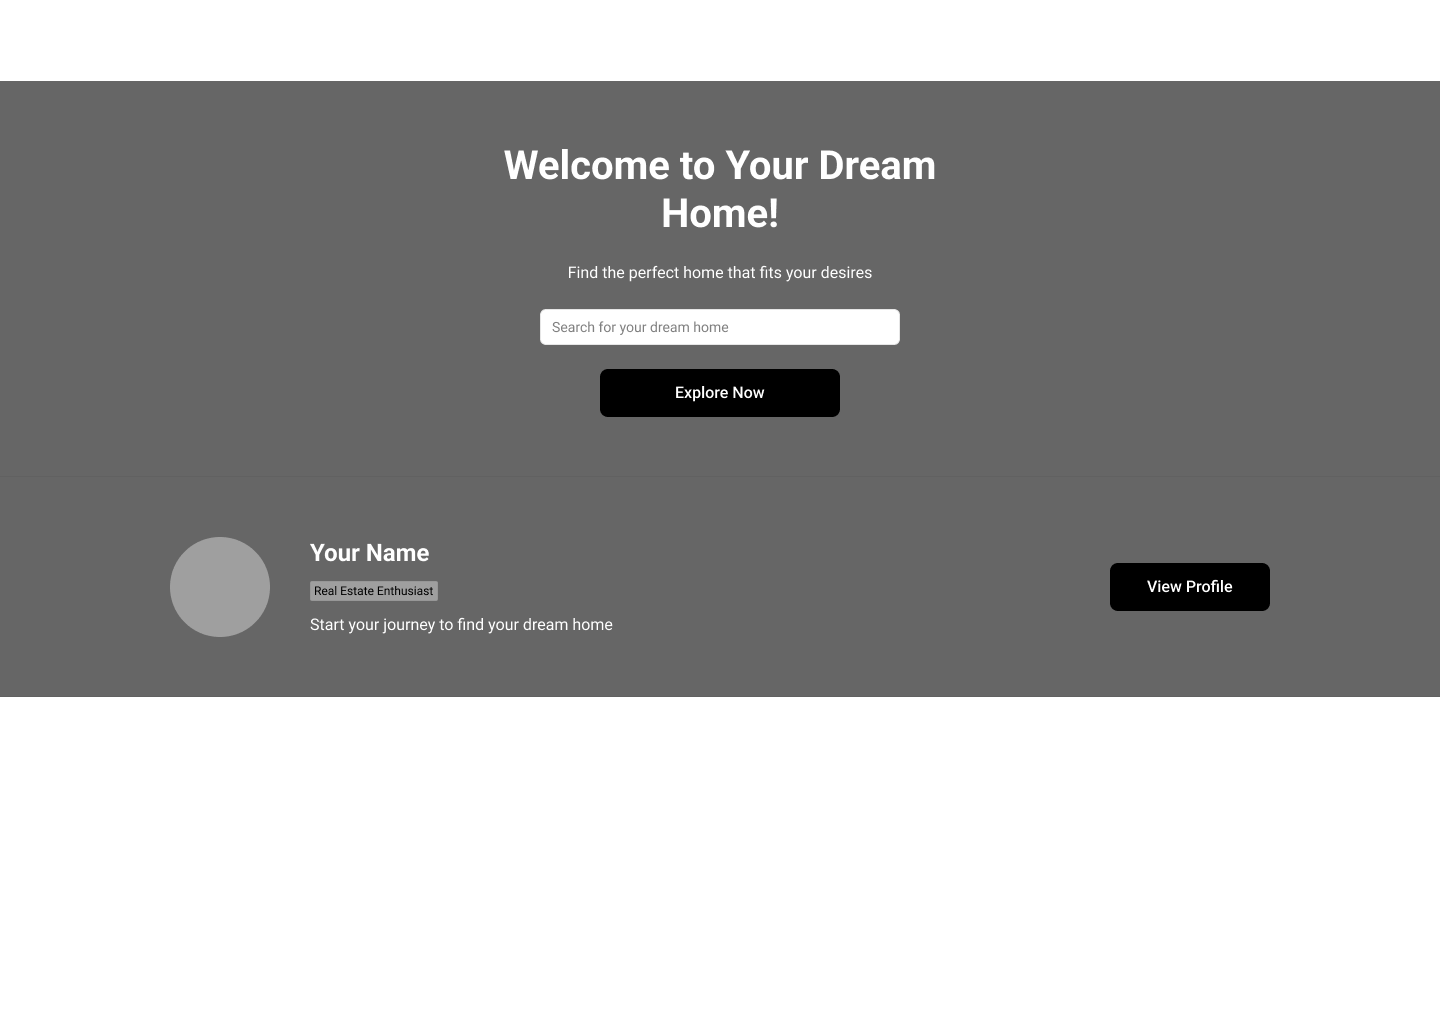 Welcome to Your Dream
Home!
Find the perfect home that fits your desires
Search for your dream home
Explore Now
Your Name
Real Estate Enthusiast
Start your journey to find your dream home
View Profile